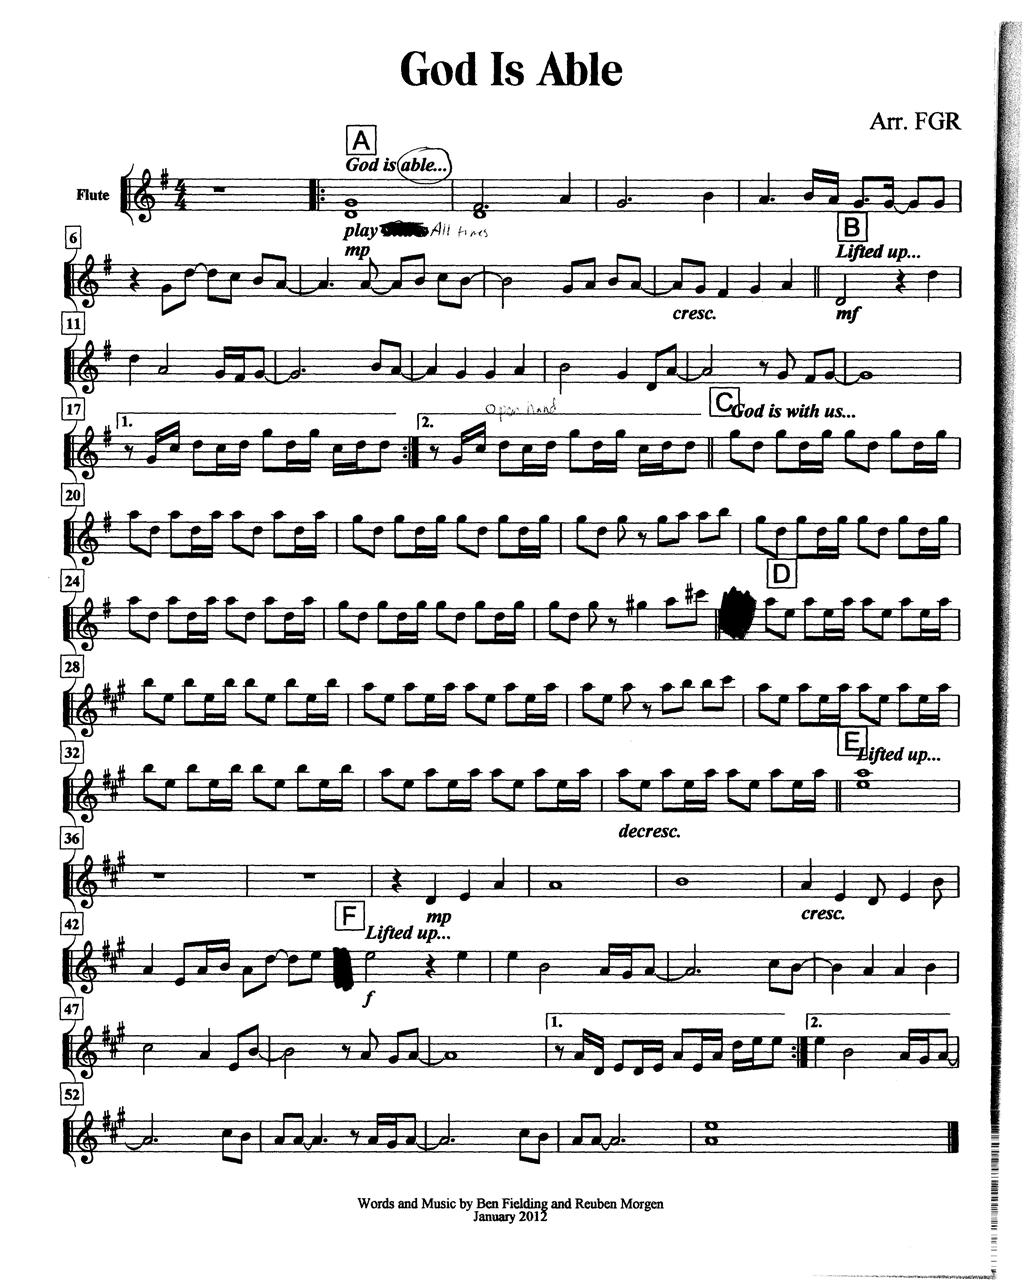 God Is Able
Arr. FGR
A
God is able...
Flute
4
4
play All times
mp
6
B
Lifted up...
cresc.
mf
11
17
1.
2.
Open hand
C
God is with us...
20
24
D
28
32
E
Lifted up...
decresc.
36
mp
cresc.
42
F
Lifted up...
f
47
1.
2.
52
Words and Music by Ben Fielding and Reuben Morgen
January 2012